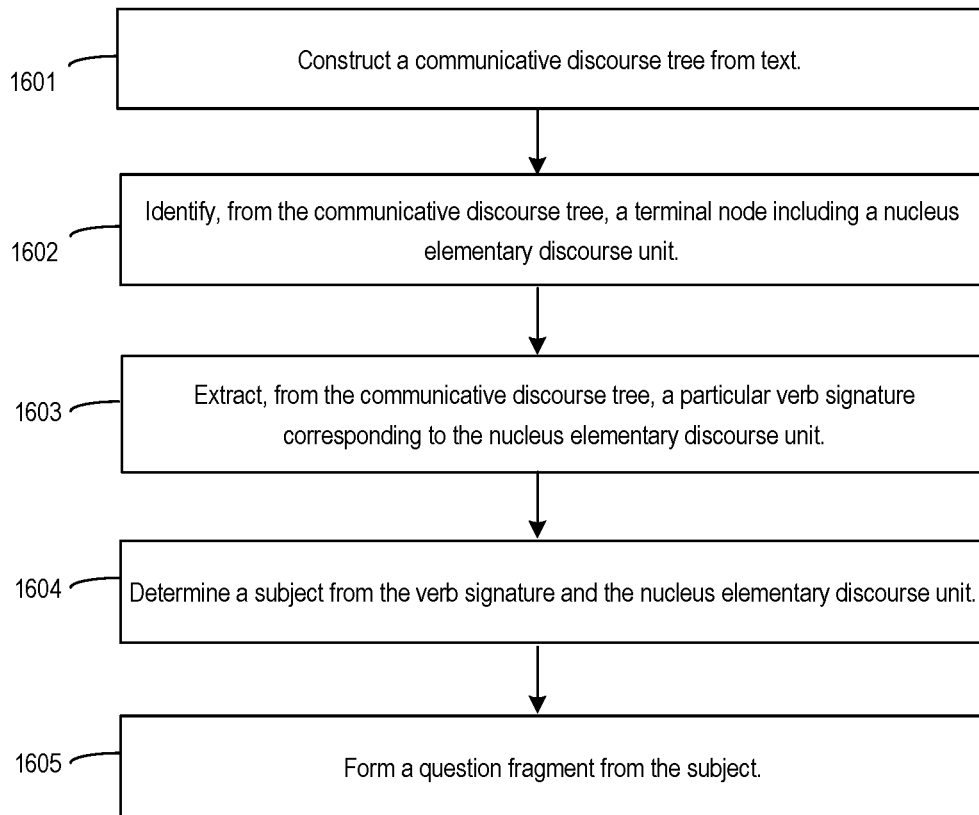 1601
Construct a communicative discourse tree from text.
1602
Identify, from the communicative discourse tree, a terminal node including a nucleus
elementary discourse unit.
1603
Extract, from the communicative discourse tree, a particular verb signature
corresponding to the nucleus elementary discourse unit.
1604
Determine a subject from the verb signature and the nucleus elementary discourse unit.
1605
Form a question fragment from the subject.